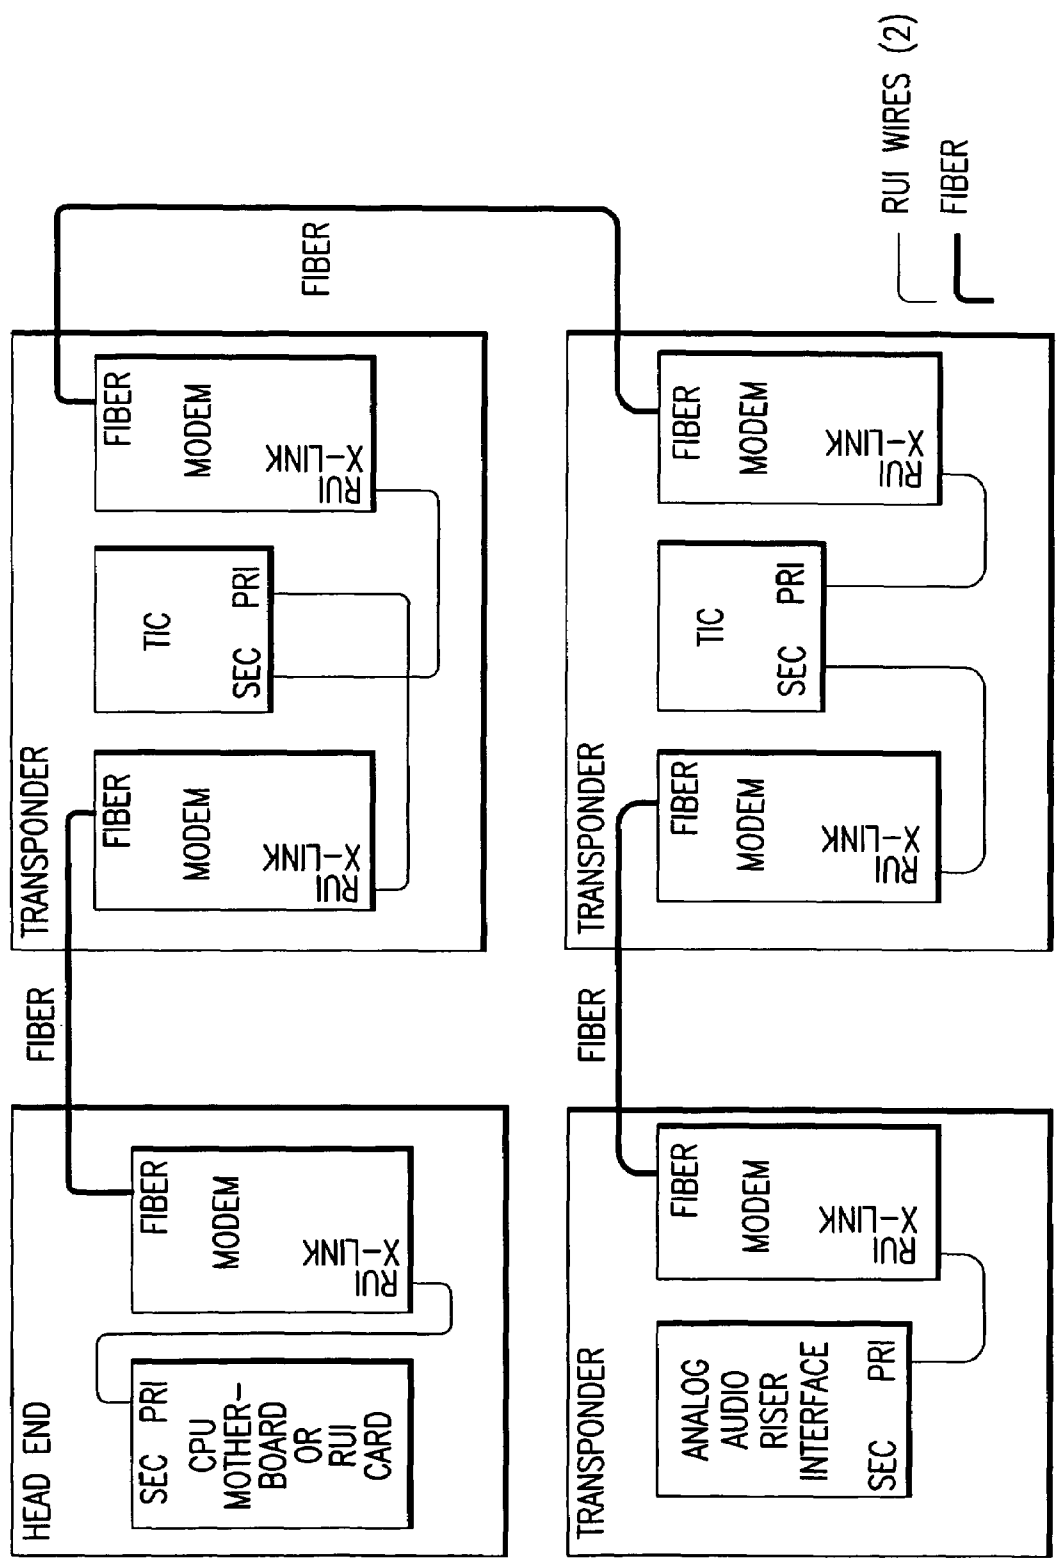 HEAD END
SEC PRI
CPU
MOTHER-
BOARD
OR
RUI
CARD
FIBER
MODEM
RUI
X-LINK
FIBER
TRANSPONDER
FIBER
MODEM
RUI
X-LINK
TIC
SEC PRI
FIBER
MODEM
RUI
X-LINK
FIBER
TRANSPONDER
ANALOG
AUDIO
RISER
INTERFACE
SEC PRI
FIBER
MODEM
RUI
X-LINK
FIBER
TRANSPONDER
FIBER
MODEM
RUI
X-LINK
TIC
SEC PRI
FIBER
MODEM
RUI
X-LINK
RUI WIRES (2)
FIBER